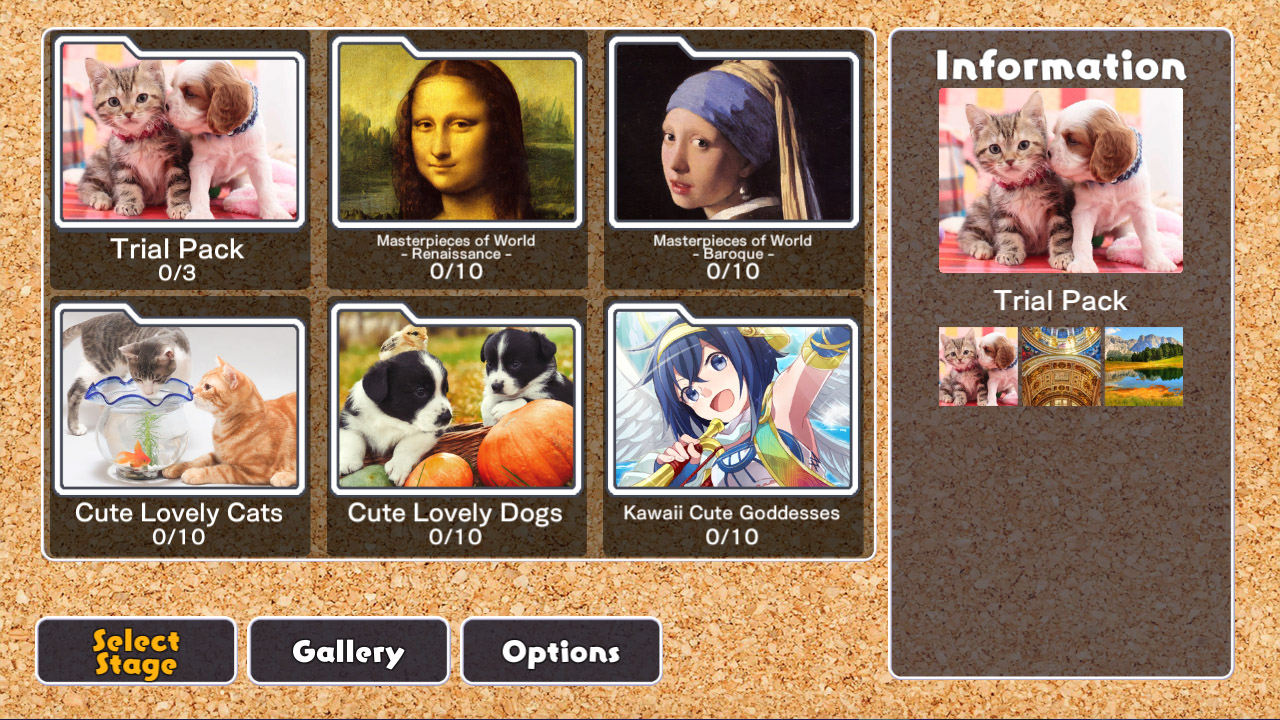 Information
Trial Pack
0/3
Masterpieces of World
- Renaissance -
0/10
Masterpieces of World
- Baroque -
0/10
Cute Lovely Cats
0/10
Cute Lovely Dogs
0/10
Kawaii Cute Goddesses
0/10
Trial Pack
Select
Stage
Gallery
Options